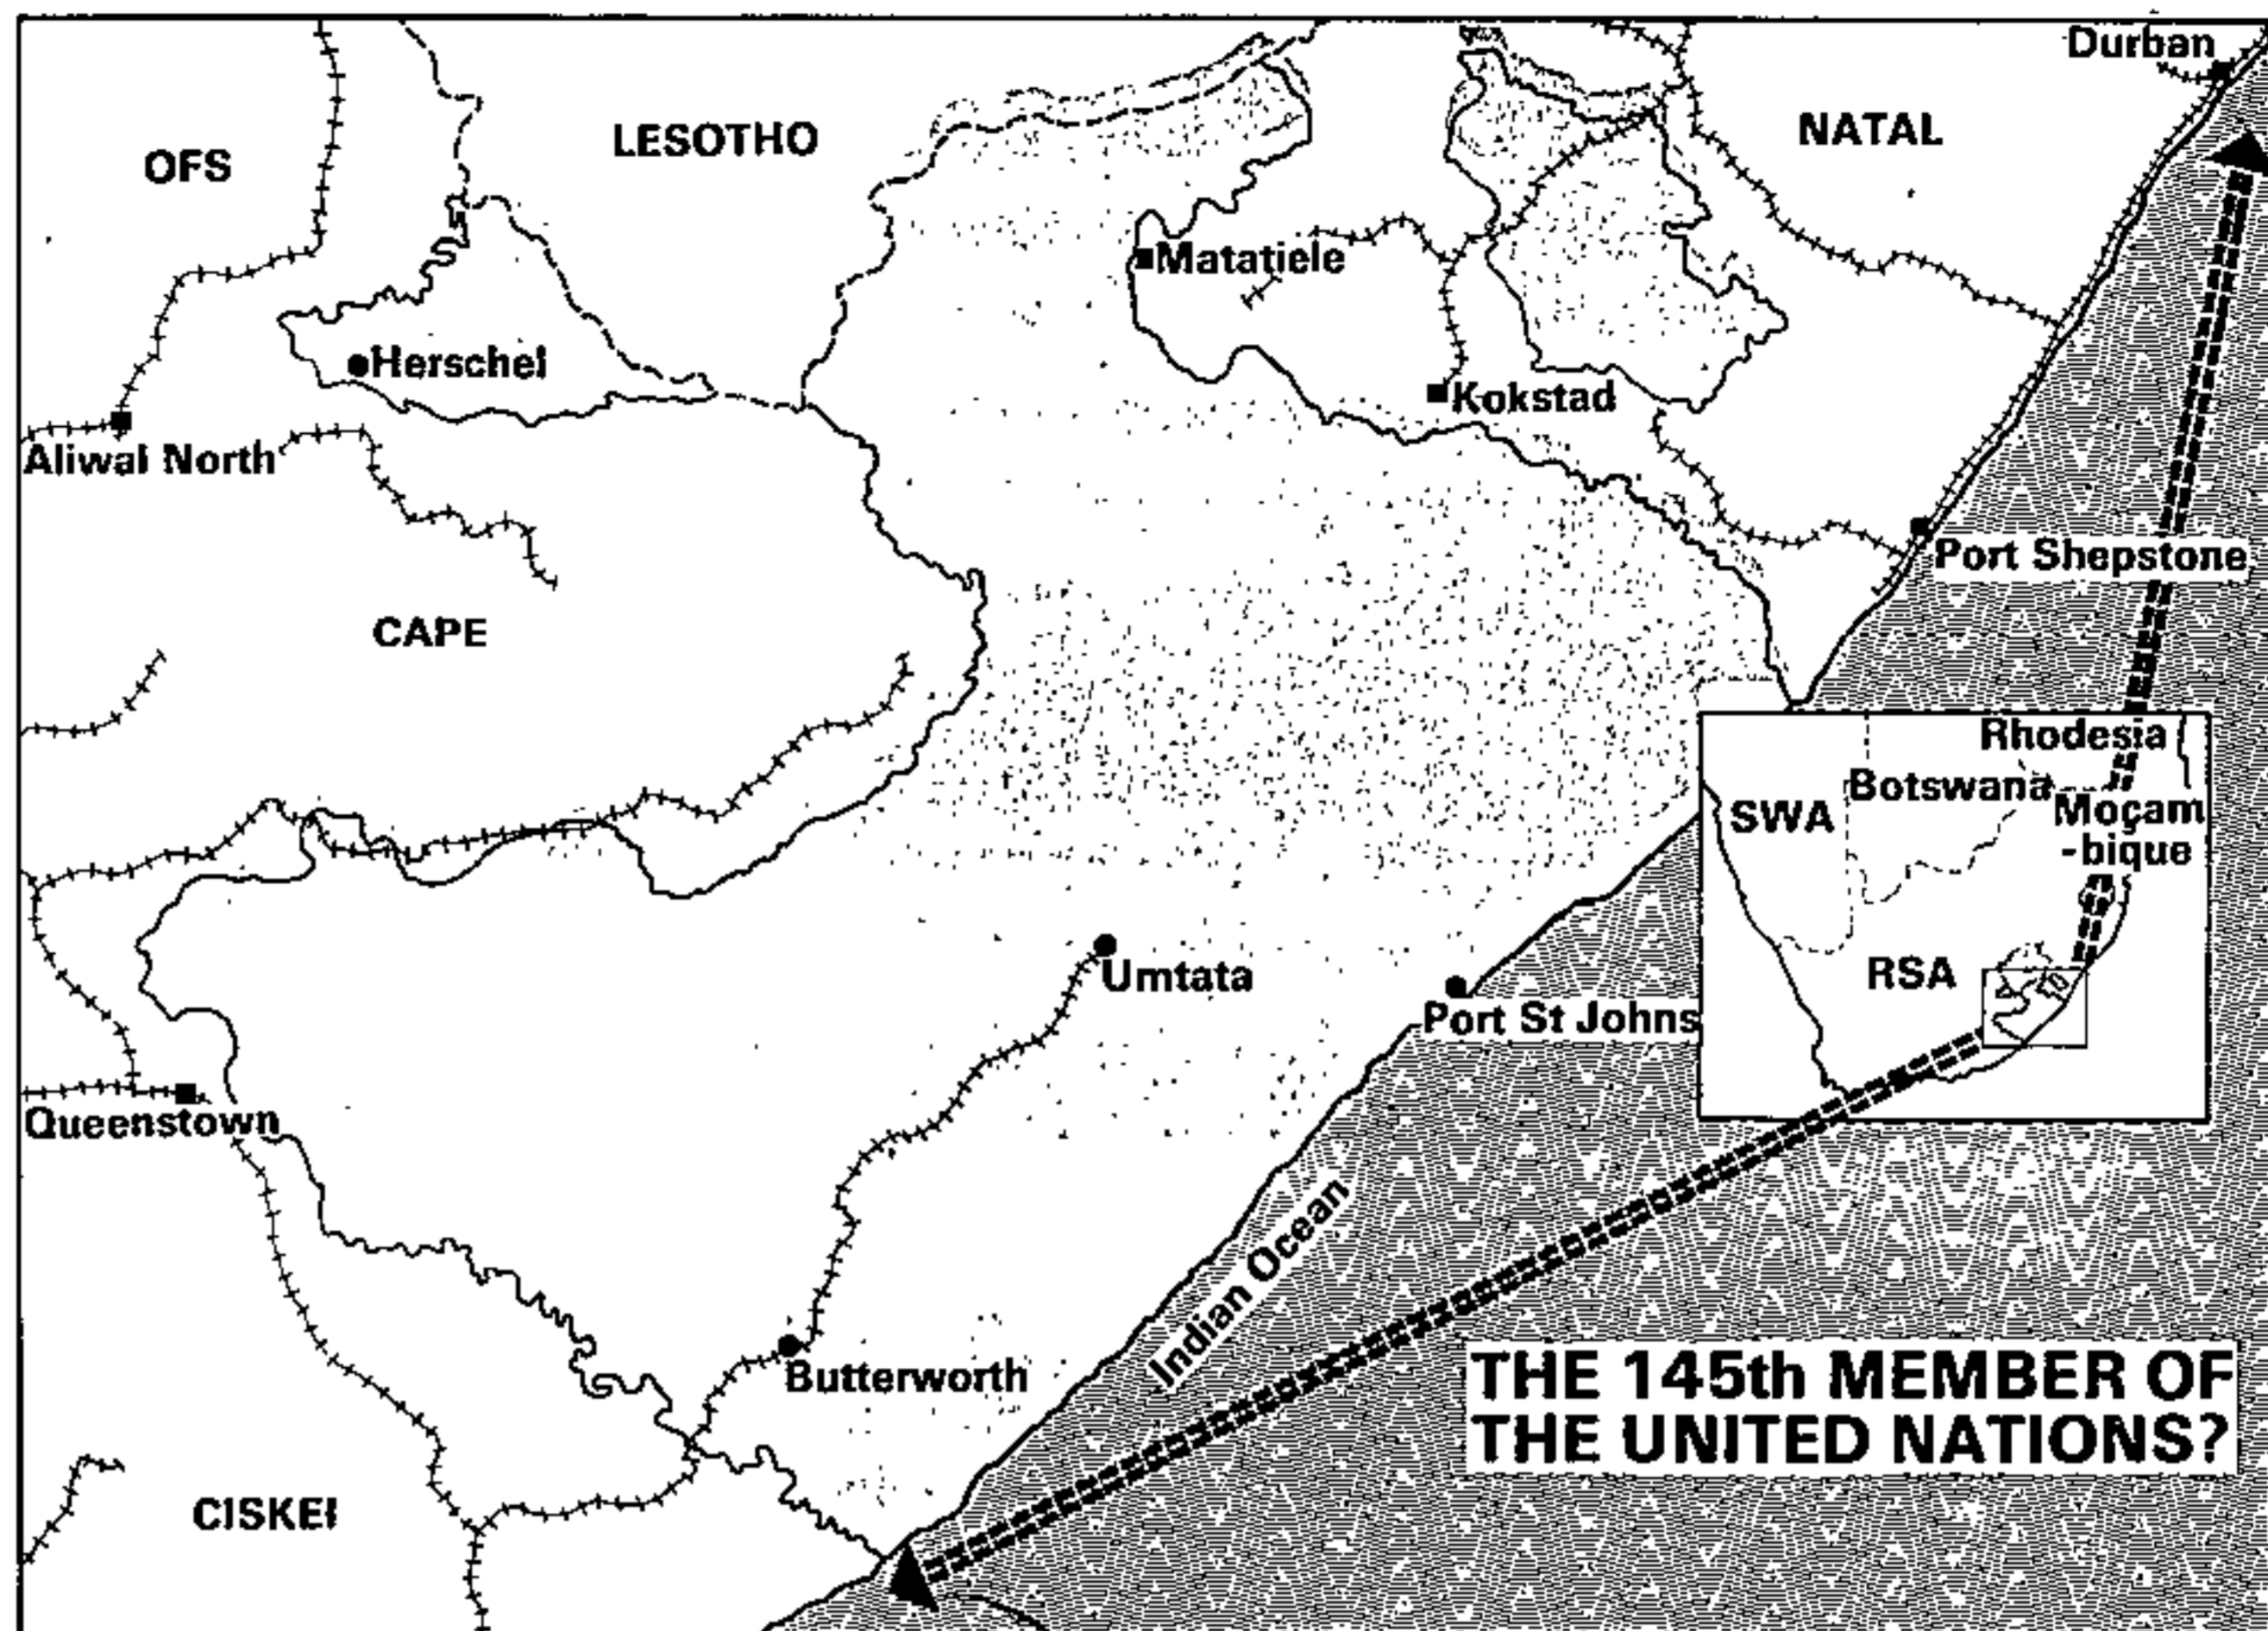 Durban
OFS
LESOTHO
NATAL
Matatiele
Herschel
Kokstad
Aliwal North
Port Shepstone
CAPE
Rhodesia
Botswana
SWA
Moçam
-bique
Umtata
RSA
Port St Johns
Queenstown
Indian Ocean
Butterworth
THE 145th MEMBER OF
THE UNITED NATIONS?
CISKEI